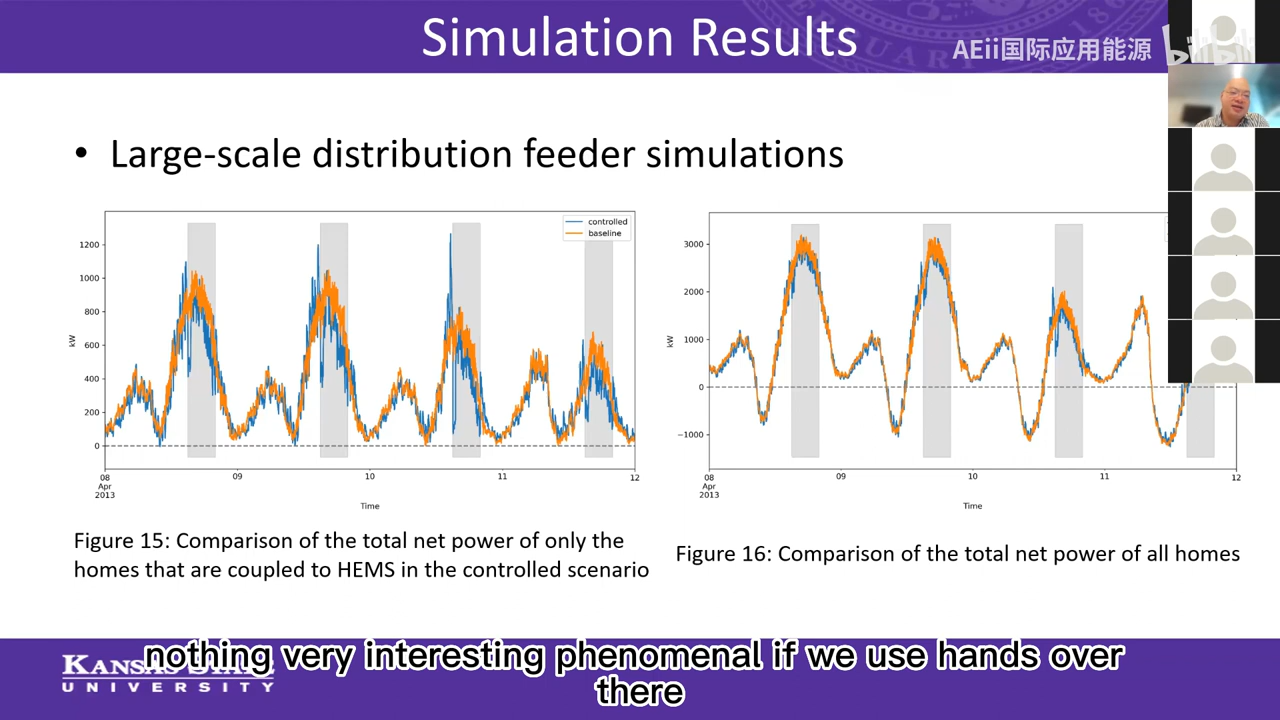 Simulation Results
AEii国际应用能源
bilibili
• Large-scale distribution feeder simulations
controlled
baseline
1200
1000
800
600
400
200
0
kW
08
Apr
2013
09
10
11
12
Time
3000
2000
1000
0
−1000
kW
08
Apr
2013
09
10
11
12
Time
Figure 15: Comparison of the total net power of only the
homes that are coupled to HEMS in the controlled scenario
Figure 16: Comparison of the total net power of all homes
nothing very interesting phenomenal if we use hands over
there
UNIVERSITY